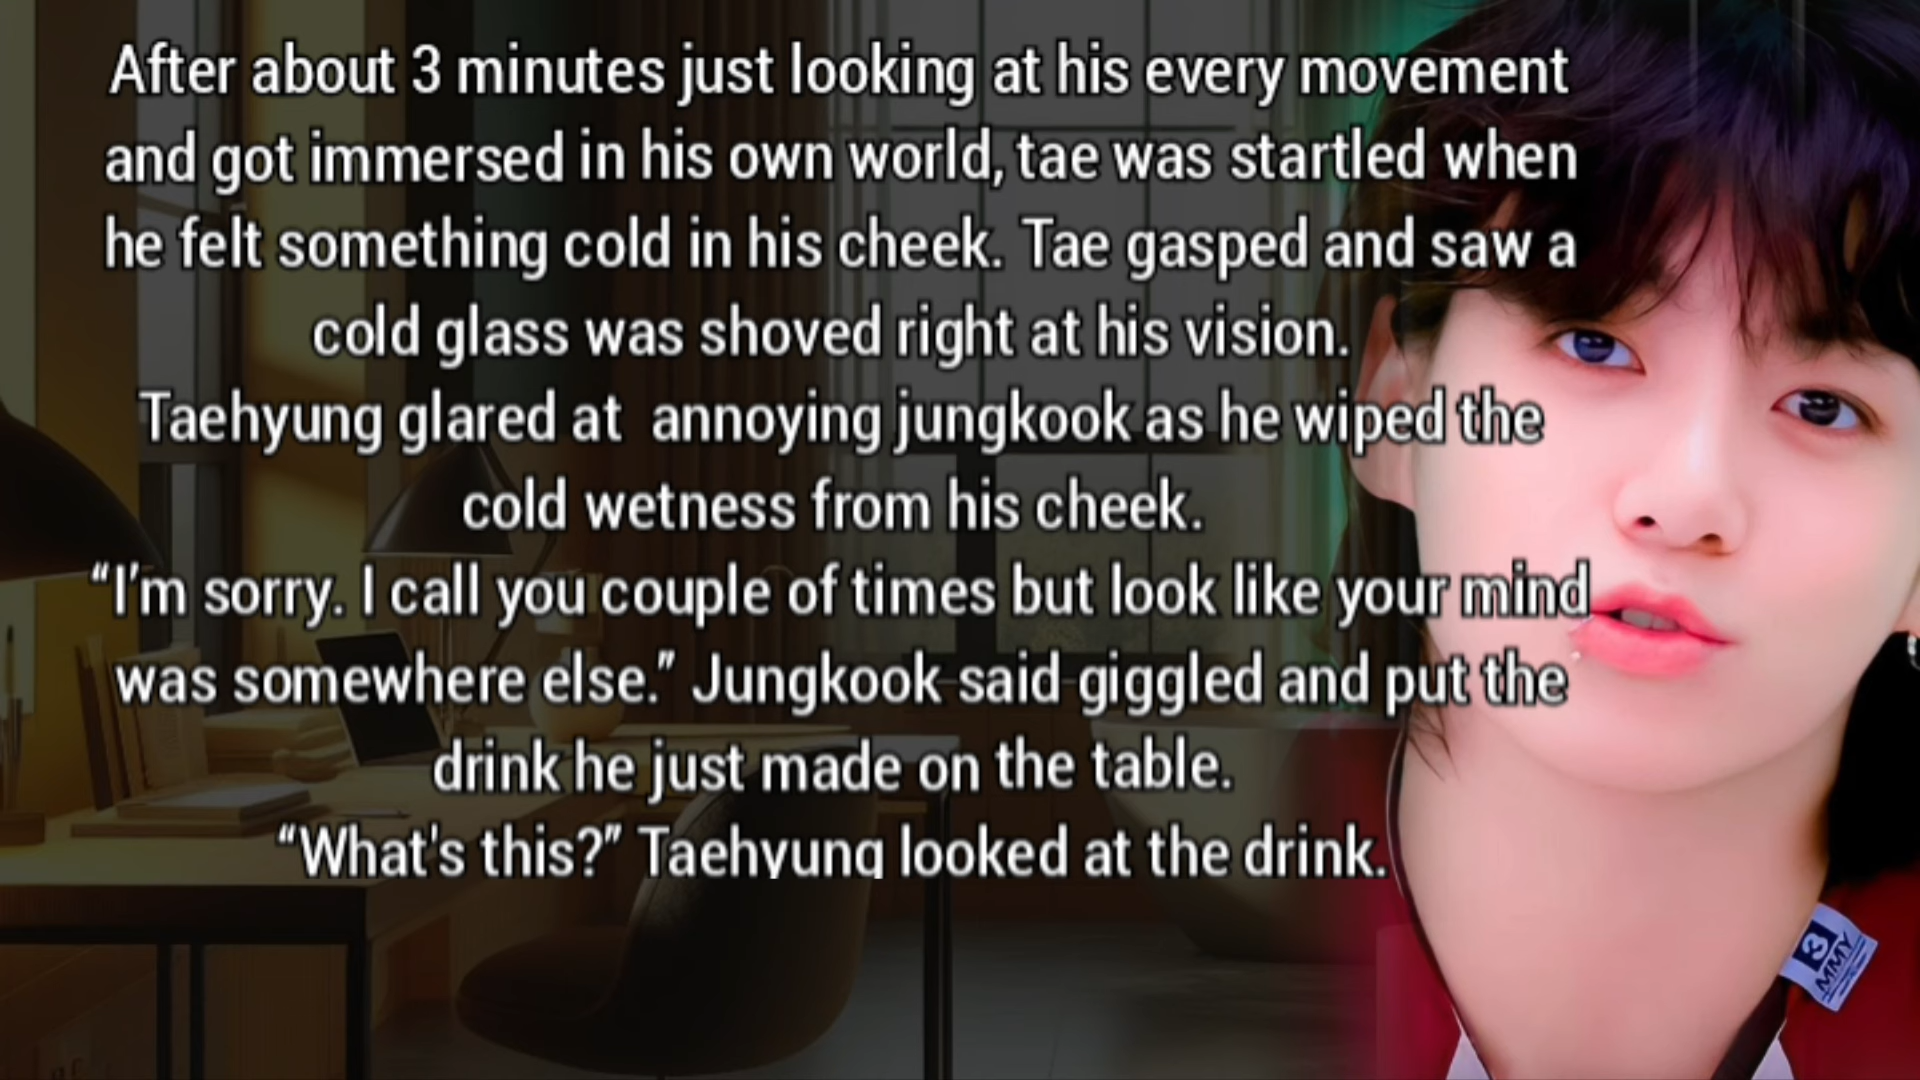 After about 3 minutes just looking at his every movement
and got immersed in his own world, tae was startled when
he felt something cold in his cheek. Tae gasped and saw a
cold glass was shoved right at his vision.
Taehyung glared at  annoying jungkook as he wiped the
cold wetness from his cheek.
“I'm sorry. I call you couple of times but look like your mind
was somewhere else.” Jungkook said giggled and put the
drink he just made on the table.
“What's this?” Taehyung looked at the drink.
3
MMY